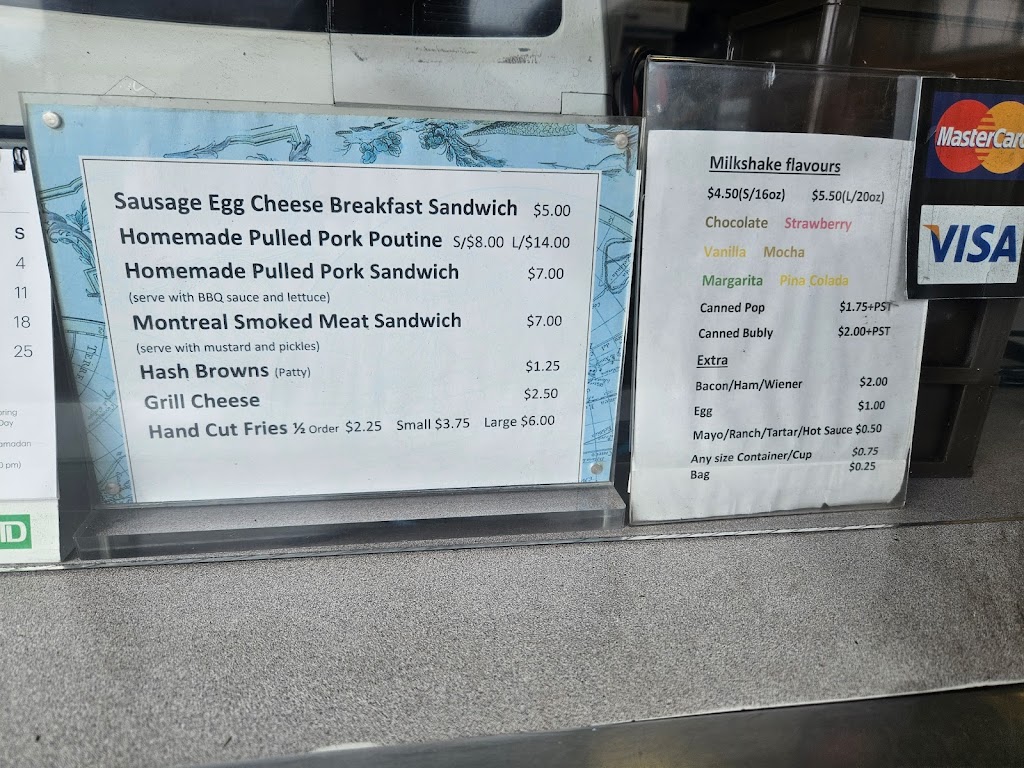 Sausage Egg Cheese Breakfast Sandwich $5.00
Homemade Pulled Pork Poutine S/$8.00 L/$14.00
Homemade Pulled Pork Sandwich $7.00
(serve with BBQ sauce and lettuce)
Montreal Smoked Meat Sandwich $7.00
(serve with mustard and pickles)
Hash Browns (Patty) $1.25
Grill Cheese $2.50
Hand Cut Fries ½ Order $2.25 Small $3.75 Large $6.00
Milkshake flavours
$4.50(S/16oz) $5.50(L/20oz)
Chocolate Strawberry
Vanilla Mocha
Margarita Pina Colada
Canned Pop $1.75+PST
Canned Bubly $2.00+PST
Extra
Bacon/Ham/Wiener $2.00
Egg $1.00
Mayo/Ranch/Tartar/Hot Sauce $0.50
Any size Container/Cup $0.75
Bag $0.25
MasterCard
VISA
S
4
11
18
25
Day
0 pm)
TD